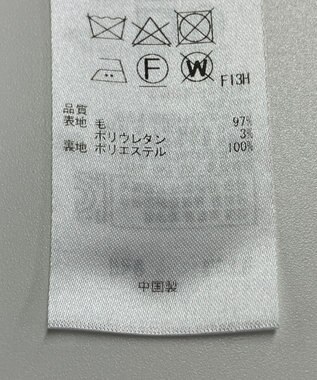 F W F13H
品質
表地 毛 97%
ポリウレタン 3%
裏地 ポリエステル 100%
中国製